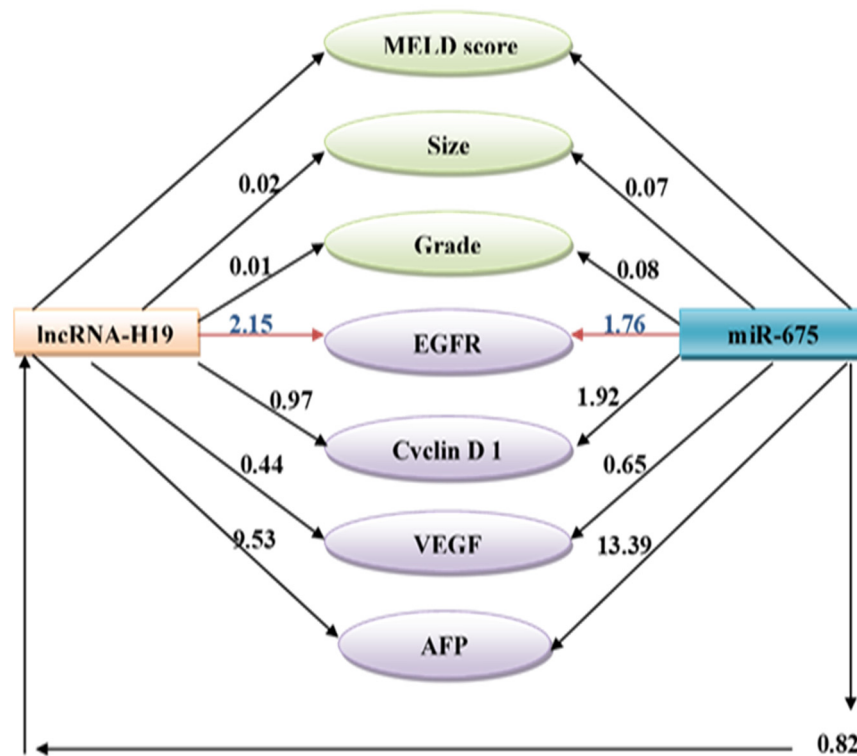 MELD score
Size
0.02
0.07
Grade
0.01
0.08
lncRNA-H19
2.15
EGFR
1.76
miR-675
0.97
Cyclin D 1
1.92
0.44
0.65
9.53
VEGF
13.39
AFP
0.82